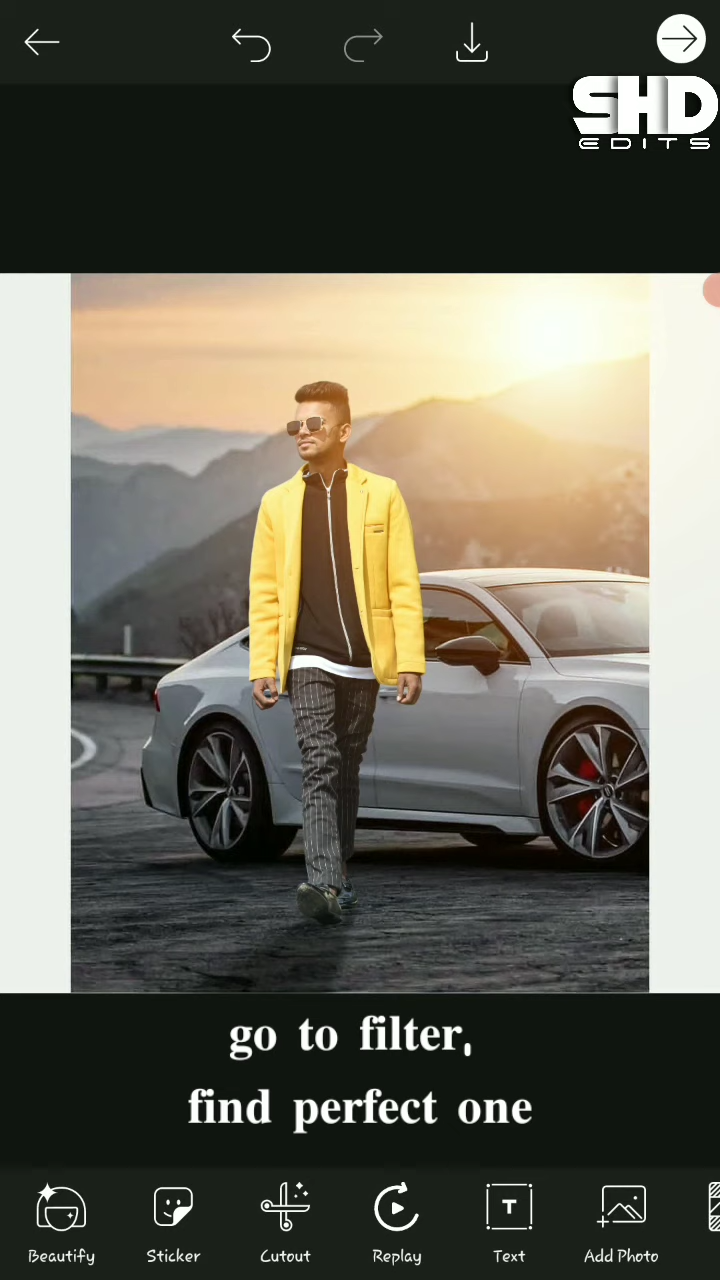 SHD
EDITS
go to filter,
find perfect one
Beautify
Sticker
Cutout
Replay
T
Text
Add Photo